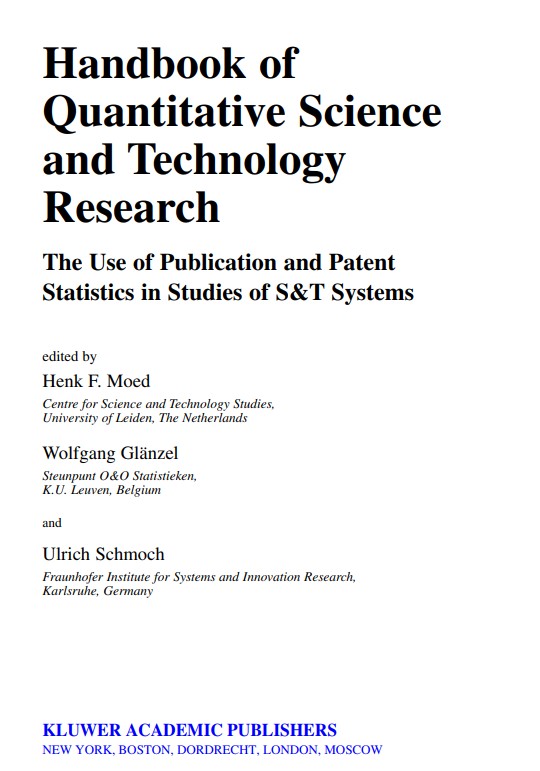 Handbook of
Quantitative Science
and Technology
Research
The Use of Publication and Patent
Statistics in Studies of S&T Systems
edited by
Henk F. Moed
Centre for Science and Technology Studies,
University of Leiden, The Netherlands
Wolfgang Glänzel
Steunpunt O&O Statistieken,
K.U. Leuven, Belgium
and
Ulrich Schmoch
Fraunhofer Institute for Systems and Innovation Research,
Karlsruhe, Germany
KLUWER ACADEMIC PUBLISHERS
NEW YORK, BOSTON, DORDRECHT, LONDON, MOSCOW